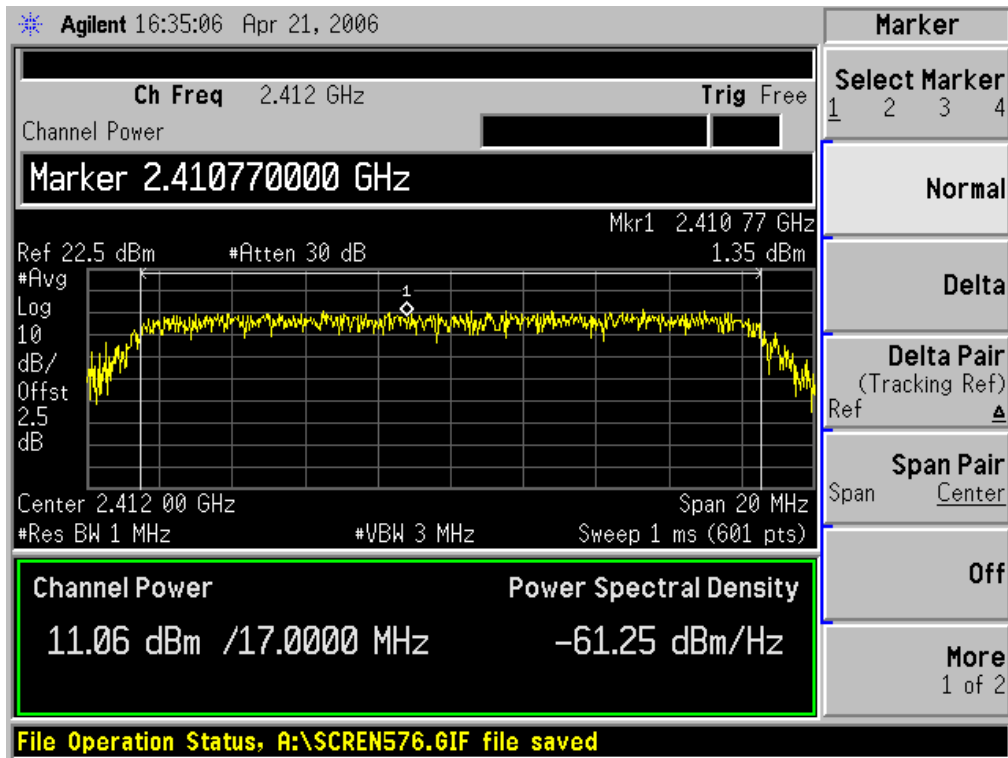 Agilent 16:35:06 Apr 21, 2006
Ch Freq 2.412 GHz Trig Free
Channel Power
Marker 2.410770000 GHz
Mkr1 2.410 77 GHz
Ref 22.5 dBm #Atten 30 dB 1.35 dBm
#Avg
Log
10
dB/
Offst
2.5
dB
1
Center 2.412 00 GHz Span 20 MHz
#Res BW 1 MHz #VBW 3 MHz Sweep 1 ms (601 pts)
Channel Power Power Spectral Density
11.06 dBm /17.0000 MHz -61.25 dBm/Hz
File Operation Status, A:\SCREN576.GIF file saved
Marker
Select Marker
1 2 3 4
Normal
Delta
Delta Pair
(Tracking Ref)
Ref Δ
Span Pair
Span Center
Off
More
1 of 2